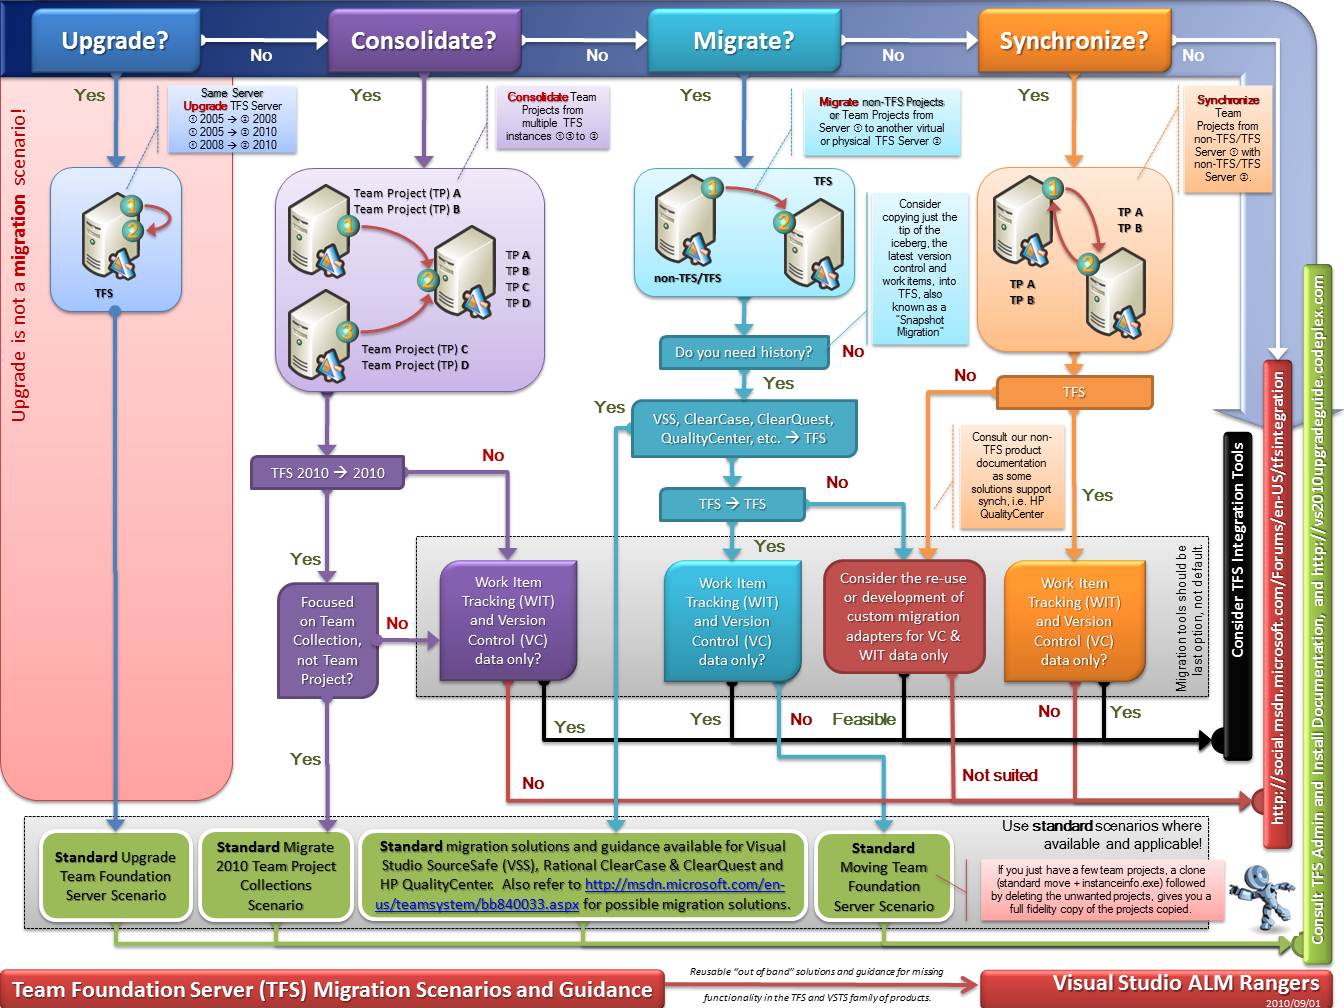 Upgrade?
No
Consolidate?
No
Migrate?
No
Synchronize?
No
Yes
Same Server
Upgrade TFS Server
① 2005 → ② 2008
① 2005 → ② 2010
① 2008 → ② 2010
Yes
Consolidate Team
Projects from
multiple TFS
instances ①③ to ②
Yes
Migrate non-TFS Projects
or Team Projects from
Server ① to another virtual
or physical TFS Server ②
Yes
Synchronize
Team
Projects from
non-TFS/TFS
Server ① with
non-TFS/TFS
Server ②.
Upgrade is not a migration scenario!
1
2
TFS
Team Project (TP) A
Team Project (TP) B
1
2
3
TP A
TP B
TP C
TP D
Team Project (TP) C
Team Project (TP) D
1
TFS
2
non-TFS/TFS
Consider
copying just the
tip of the
iceberg, the
latest version
control and
work items, into
TFS, also
known as a
"Snapshot
Migration"
1
TP A
TP B
2
TP A
TP B
Do you need history?
No
Yes
Yes
VSS, ClearCase, ClearQuest,
QualityCenter, etc. → TFS
No
TFS
TFS 2010 → 2010
No
TFS → TFS
No
Consult our non-
TFS product
documentation
as some
solutions support
synch, i.e. HP
QualityCenter
Yes
Yes
Yes
Focused
on Team
Collection,
not Team
Project?
No
Work Item
Tracking (WIT)
and Version
Control (VC)
data only?
Work Item
Tracking (WIT)
and Version
Control (VC)
data only?
Consider the re-use
or development of
custom migration
adapters for VC &
WIT data only
Work Item
Tracking (WIT)
and Version
Control (VC)
data only?
Migration tools should be
last option, not default.
Consider TFS Integration Tools
http://social.msdn.microsoft.com/Forums/en-US/tfsintegration
Consult TFS Admin and Install Documentation, and http://vs2010upgradeguide.codeplex.com
Yes
Yes
No
Feasible
No
Yes
Yes
No
Not suited
Use standard scenarios where
available and applicable!
Standard Upgrade
Team Foundation
Server Scenario
Standard Migrate
2010 Team Project
Collections
Scenario
Standard migration solutions and guidance available for Visual
Studio SourceSafe (VSS), Rational ClearCase & ClearQuest and
HP QualityCenter. Also refer to http://msdn.microsoft.com/en-
us/teamsystem/bb840033.aspx for possible migration solutions.
Standard
Moving Team
Foundation
Server Scenario
If you just have a few team projects, a clone
(standard move + instanceinfo.exe) followed
by deleting the unwanted projects, gives you a
full fidelity copy of the projects copied.
Team Foundation Server (TFS) Migration Scenarios and Guidance
Reusable "out of band" solutions and guidance for missing
functionality in the TFS and VSTS family of products.
Visual Studio ALM Rangers
2010/09/01